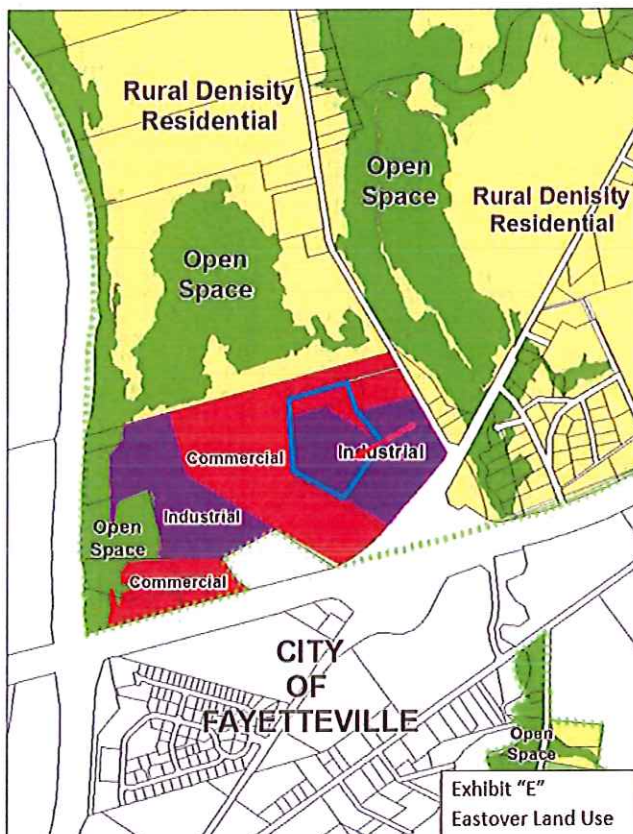 Rural Denisity
Residential
Open
Space
Rural Denisity
Residential
Open
Space
Commercial
Industrial
Industrial
Open
Space
Commercial
CITY
OF
FAYETTEVILLE
Open
Space
Exhibit "E"
Eastover Land Use